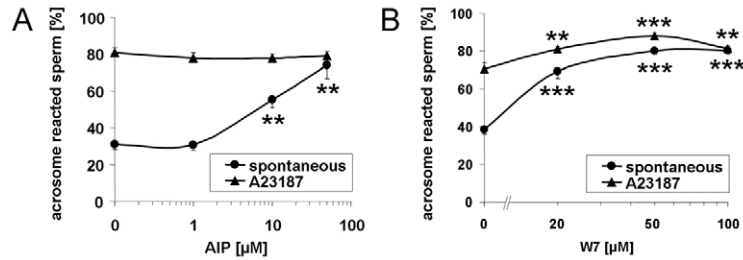 A
acrosome reacted sperm [%]
100
80
60
40
20
0
**
**
spontaneous
A23187
0
1
10
100
AIP [µM]
B
acrosome reacted sperm [%]
100
80
60
40
20
0
**
***
**
***
***
***
spontaneous
A23187
0
20
50
100
W7 [µM]